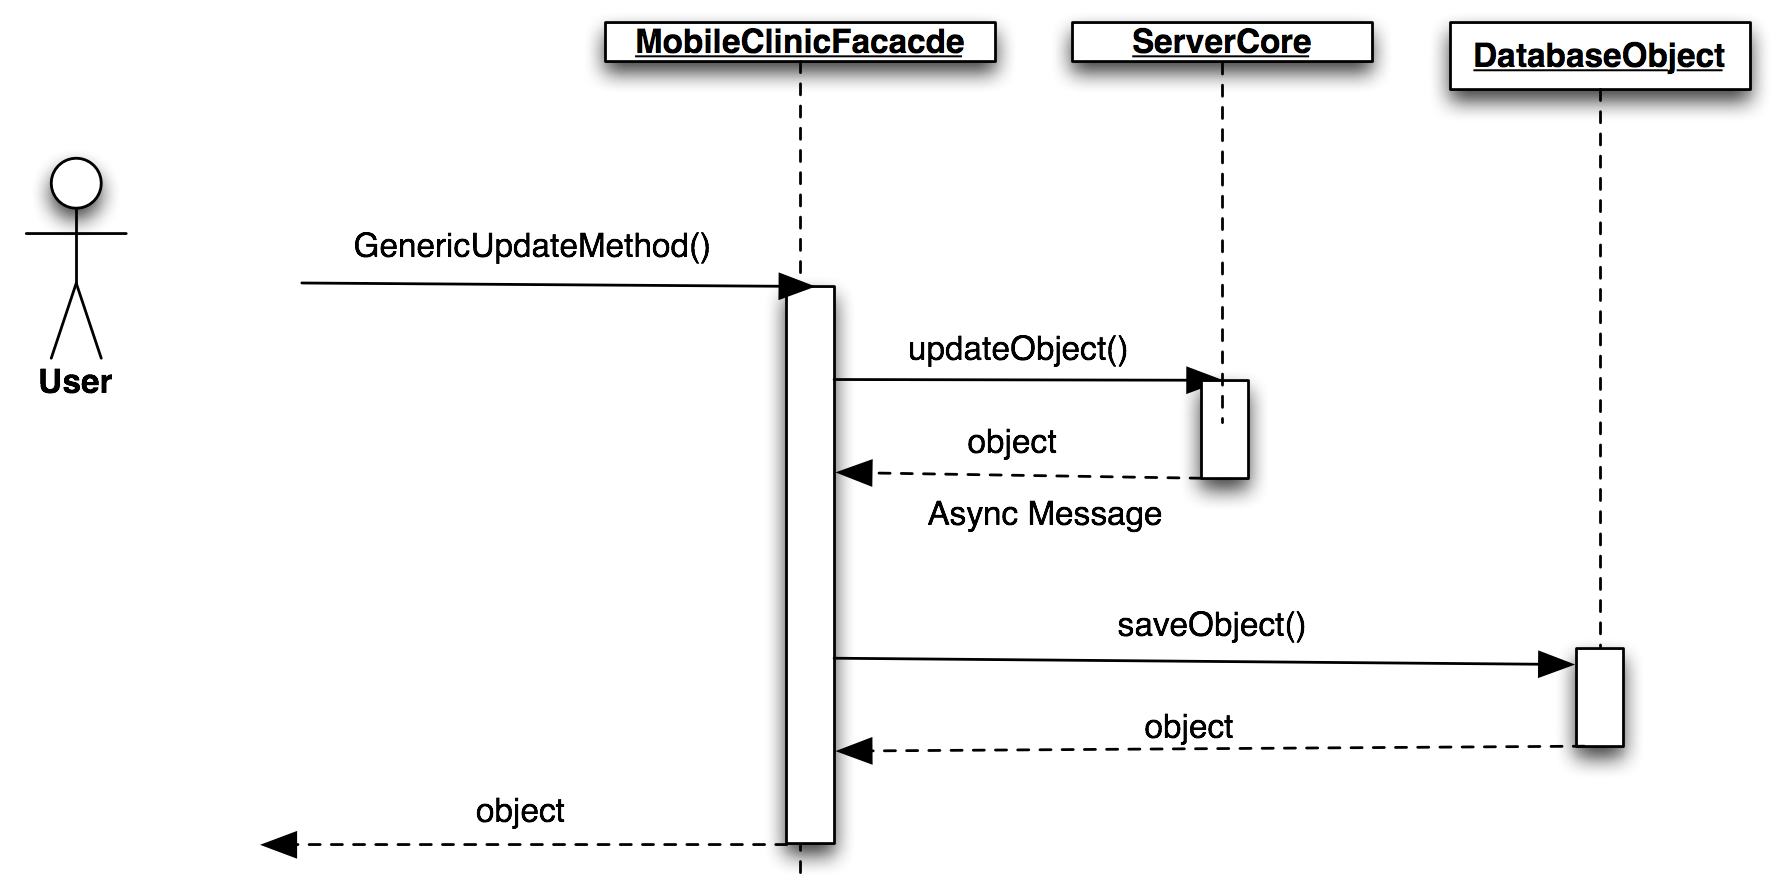 MobileClinicFacacde
ServerCore
DatabaseObject
GenericUpdateMethod()
User
updateObject()
object
Async Message
saveObject()
object
object